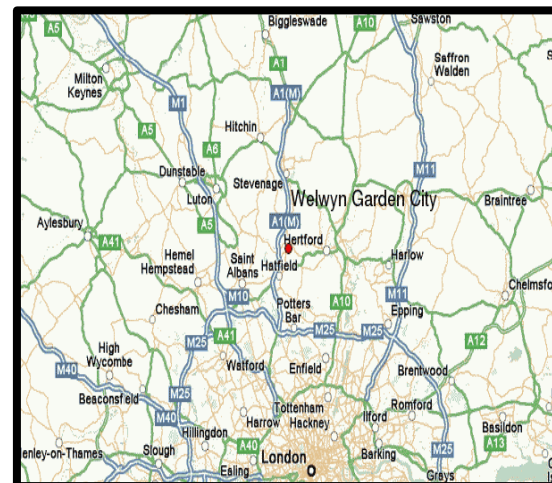 Biggleswade
A10
Sawston
A5
Milton
Keynes
A1
Saffron
Walden
M1
A1(M)
A5
Hitchin
A6
M11
Dunstable
Luton
Stevenage
Welwyn Garden City
Braintree
A5
A1(M)
Aylesbury
A41
Hertford
Hemel
Hempstead
Saint
Albans
Hatfield
Harlow
M10
A10
M11
Chelmsfo
Chesham
Potters
Bar
Epping
M25
A41
M25
M25
A12
High
Wycombe
Watford
Enfield
Brentwood
M40
Beaconsfield
M25
Tottenham
Hackney
Romford
M40
Harrow
Ilford
Basildon
Hillingdon
A40
Barking
M25
A13
enley-on-Thames
Slough
Ealing
London
Grays